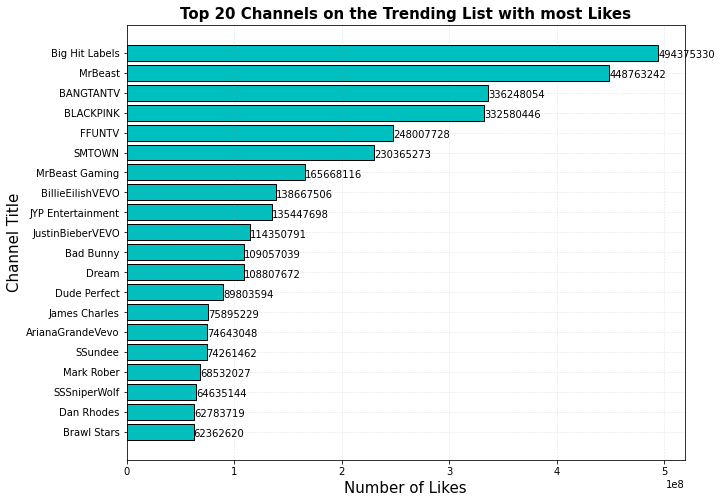 Top 20 Channels on the Trending List with most Likes
Channel Title
Big Hit Labels 494375330
MrBeast 448763242
BANGTANTV 336248054
BLACKPINK 332580446
FFUNTV 248007728
SMTOWN 230365273
MrBeast Gaming 165668116
BillieEilishVEVO 138667506
JYP Entertainment 135447698
JustinBieberVEVO 114350791
Bad Bunny 109057039
Dream 108807672
Dude Perfect 89803594
James Charles 75895229
ArianaGrandeVevo 74643048
SSundee 74261462
Mark Rober 68532027
SSSniperWolf 64635144
Dan Rhodes 62783719
Brawl Stars 62362620
0 1 2 3 4 5
1e8
Number of Likes